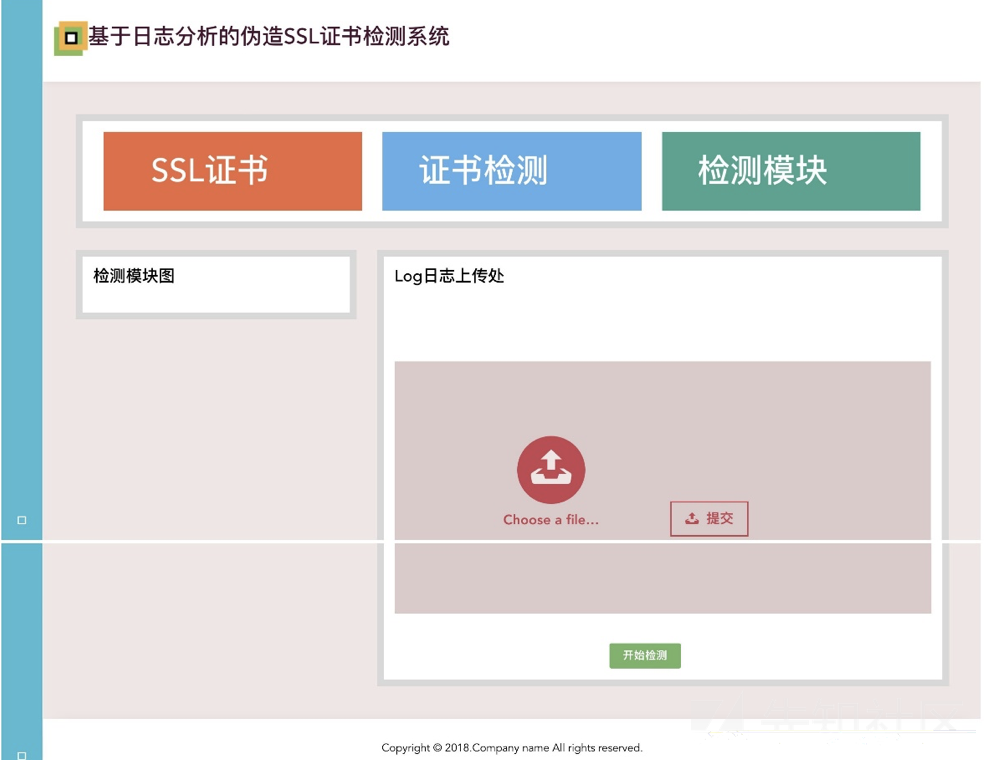 基于日志分析的伪造SSL证书检测系统
SSL证书
证书检测
检测模块
检测模块图
Log日志上传处
Choose a file...
提交
开始检测
Copyright © 2018.Company name All rights reserved.